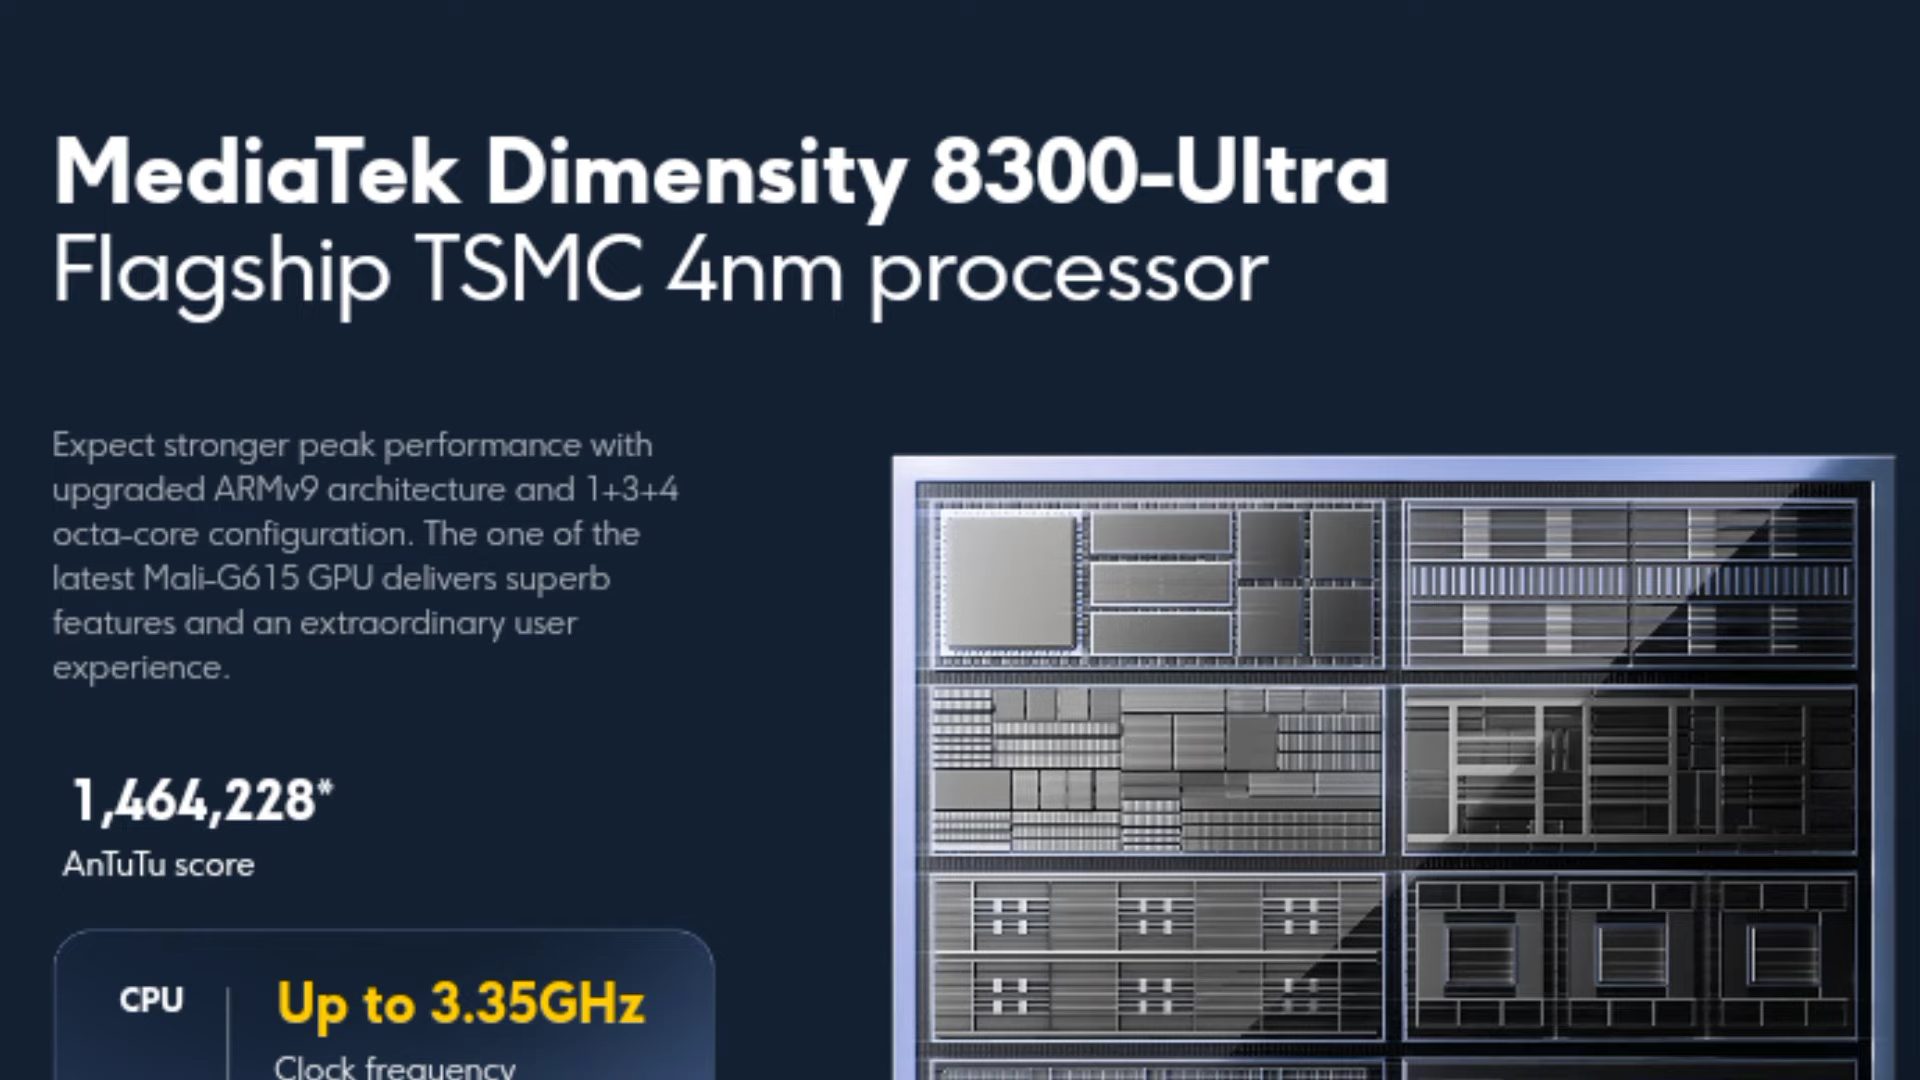 MediaTek Dimensity 8300-Ultra
Flagship TSMC 4nm processor
Expect stronger peak performance with
upgraded ARMv9 architecture and 1+3+4
octa-core configuration. The one of the
latest Mali-G615 GPU delivers superb
features and an extraordinary user
experience.
1,464,228*
AnTuTu score
CPU
Up to 3.35GHz
Clock frequency